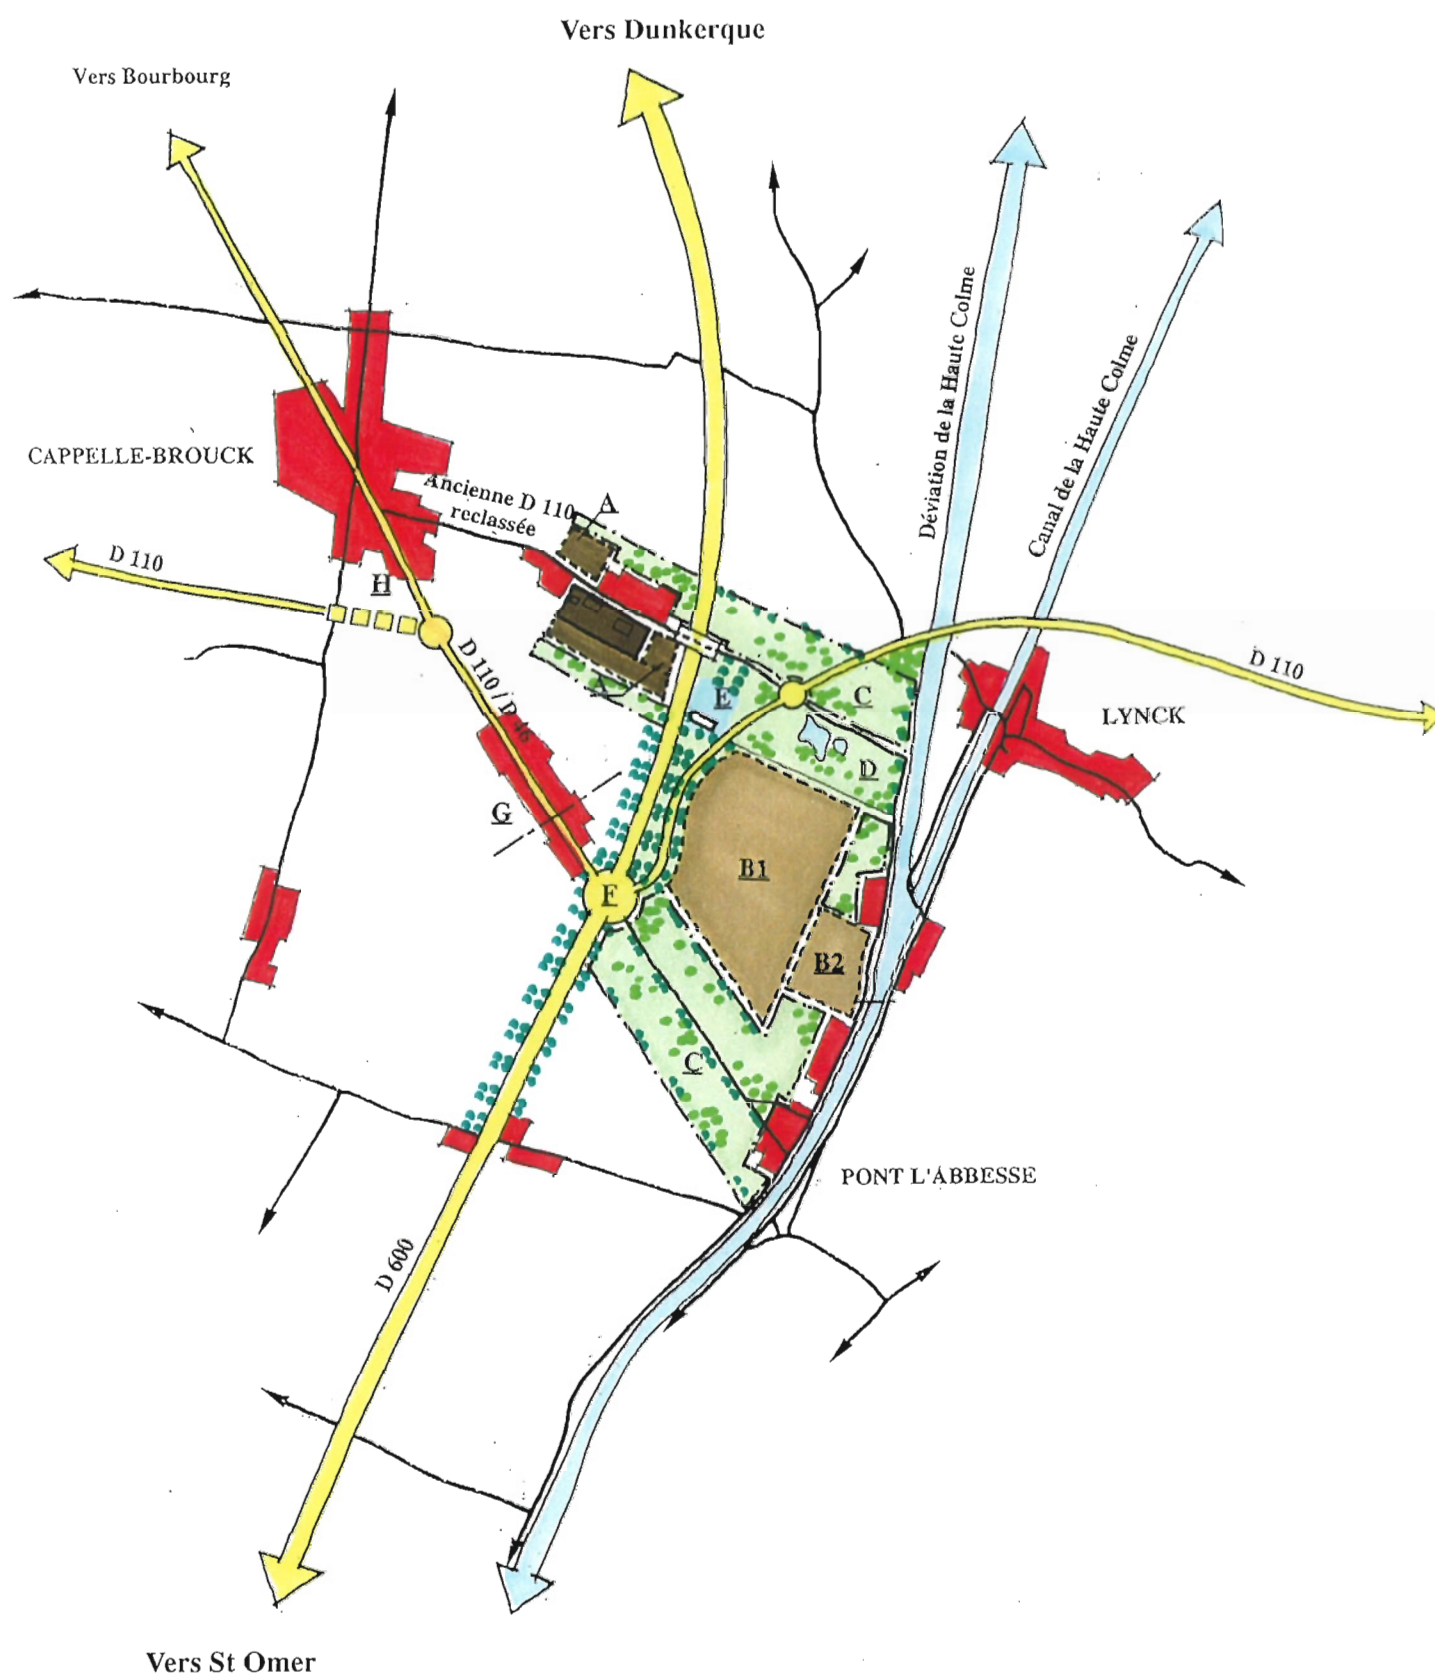 Vers Dunkerque
Vers Bourbourg
Déviation de la Haute Colme
Canal de la Haute Colme
CAPPELLE-BROUCK
Ancienne D 110
reclassée
A
D 110
H
D 110 / D 46
A
E
C
D 110
LYNCK
D
G
B1
F
B2
C
PONT L'ABBESSE
D 600
Vers St Omer